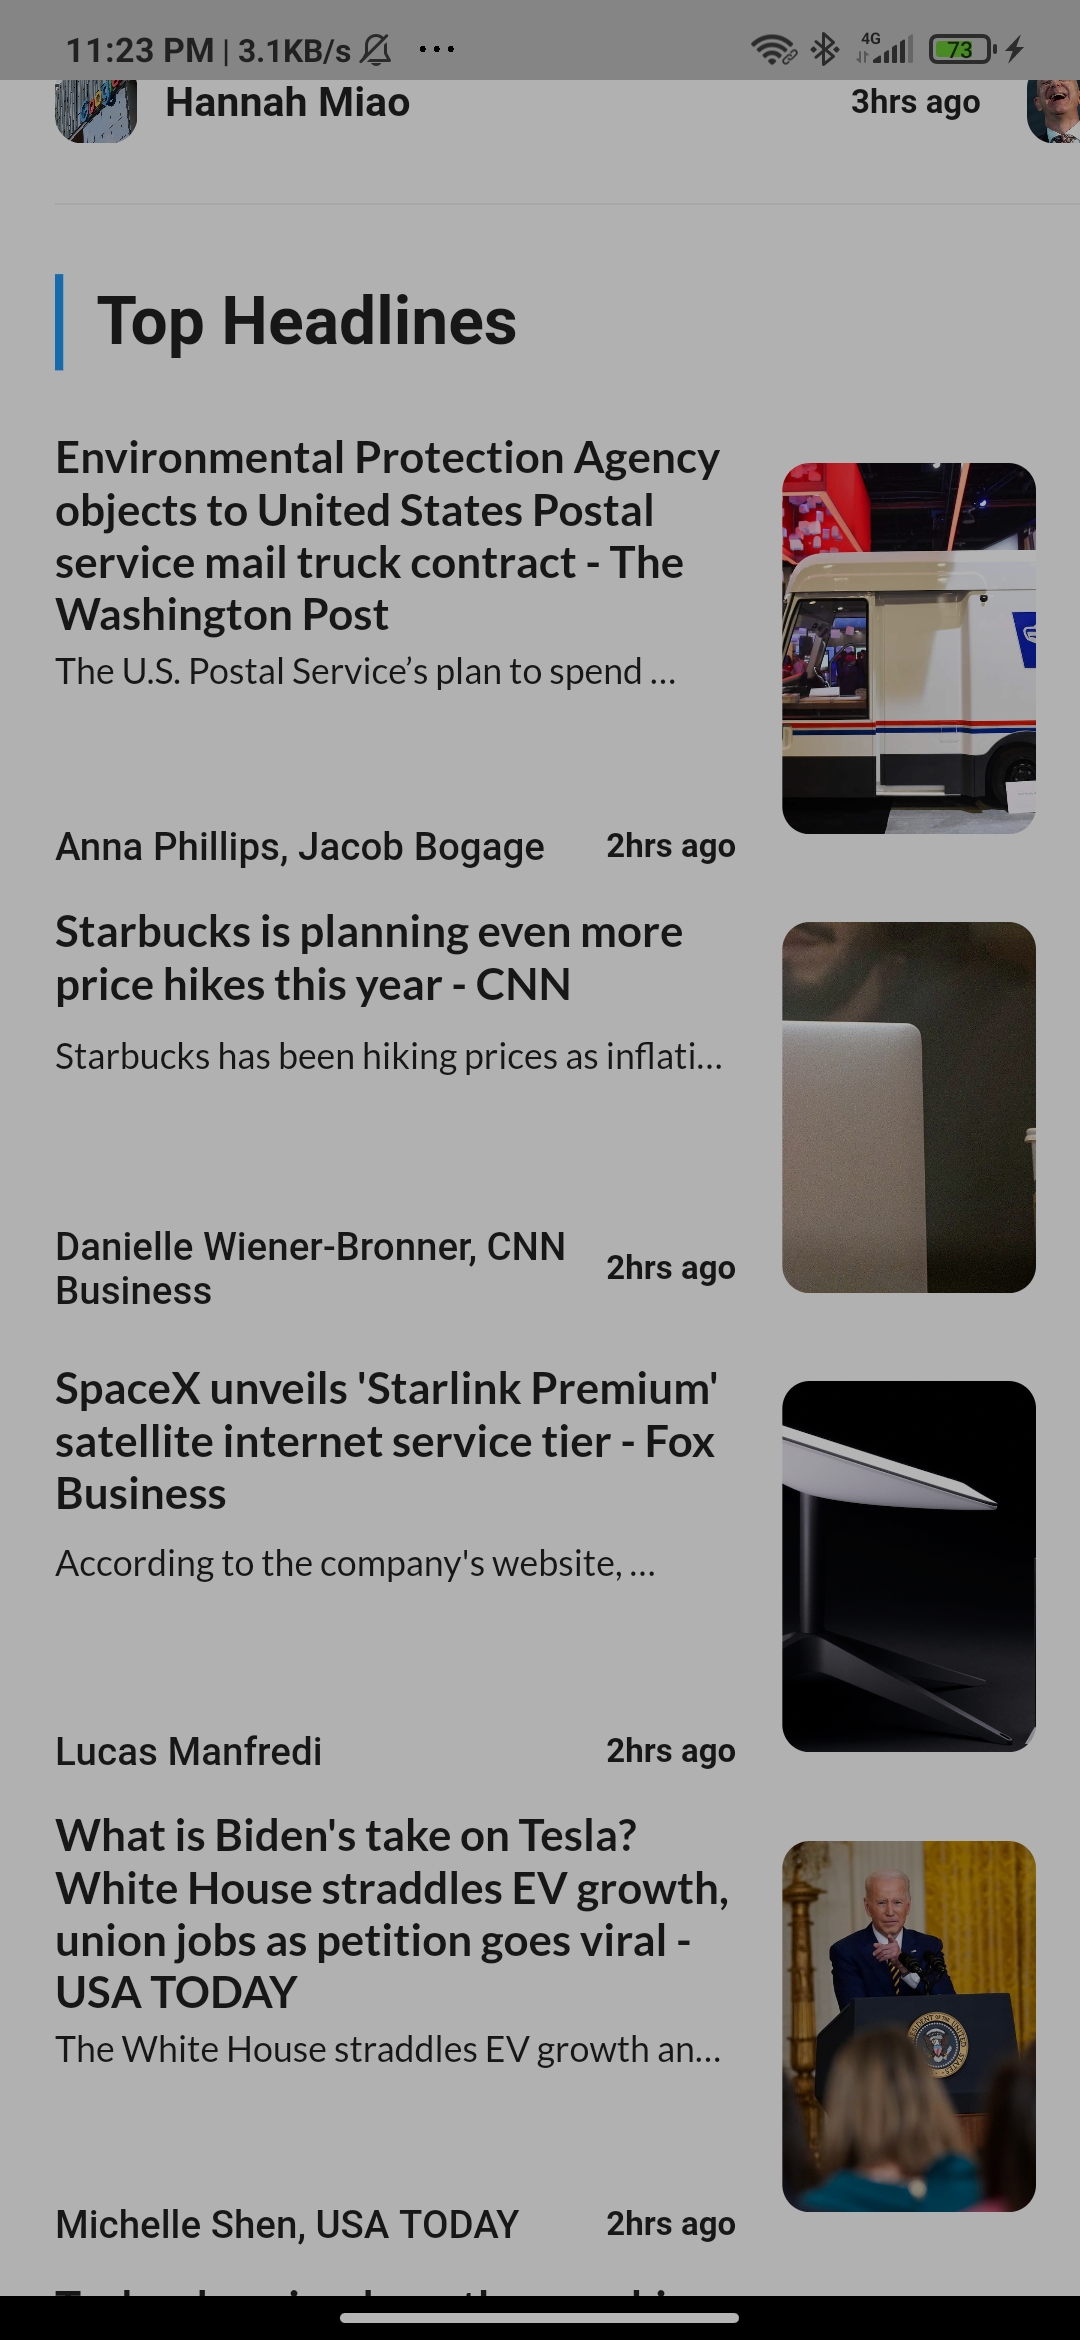 11:23 PM | 3.1KB/s ...
4G
73
Hannah Miao 3hrs ago
Top Headlines
Environmental Protection Agency
objects to United States Postal
service mail truck contract - The
Washington Post
The U.S. Postal Service’s plan to spend ...
Anna Phillips, Jacob Bogage 2hrs ago
Starbucks is planning even more
price hikes this year - CNN
Starbucks has been hiking prices as inflati...
Danielle Wiener-Bronner, CNN
Business
2hrs ago
SpaceX unveils 'Starlink Premium'
satellite internet service tier - Fox
Business
According to the company's website, ...
Lucas Manfredi 2hrs ago
What is Biden's take on Tesla?
White House straddles EV growth,
union jobs as petition goes viral -
USA TODAY
The White House straddles EV growth an...
Michelle Shen, USA TODAY 2hrs ago